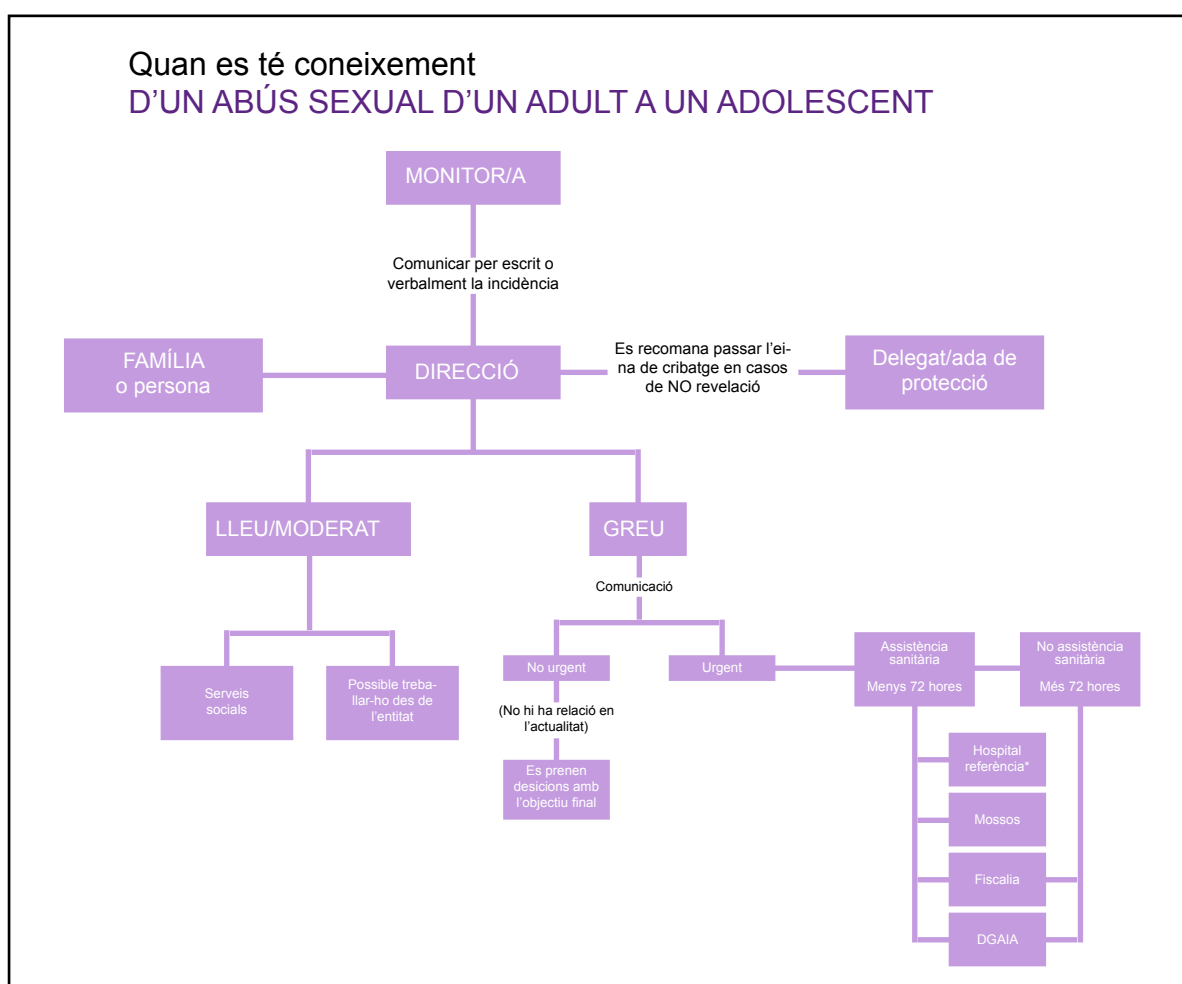 Quan es té coneixement
D’UN ABÚS SEXUAL D’UN ADULT A UN ADOLESCENT
MONITOR/A
Comunicar per escrit o
verbalment la incidència
FAMÍLIA
o persona
DIRECCIÓ
Es recomana passar l’ei-
na de cribatge en casos
de NO revelació
Delegat/ada de
protecció
LLEU/MODERAT
GREU
Comunicació
Serveis
socials
Possible treba-
llar-ho des de
l’entitat
No urgent
Urgent
(No hi ha relació en
l’actualitat)
Es prenen
desicions amb
l’objectiu final
Assistència
sanitària
Menys 72 hores
No assistència
sanitària
Més 72 hores
Hospital
referència*
Mossos
Fiscalia
DGAIA